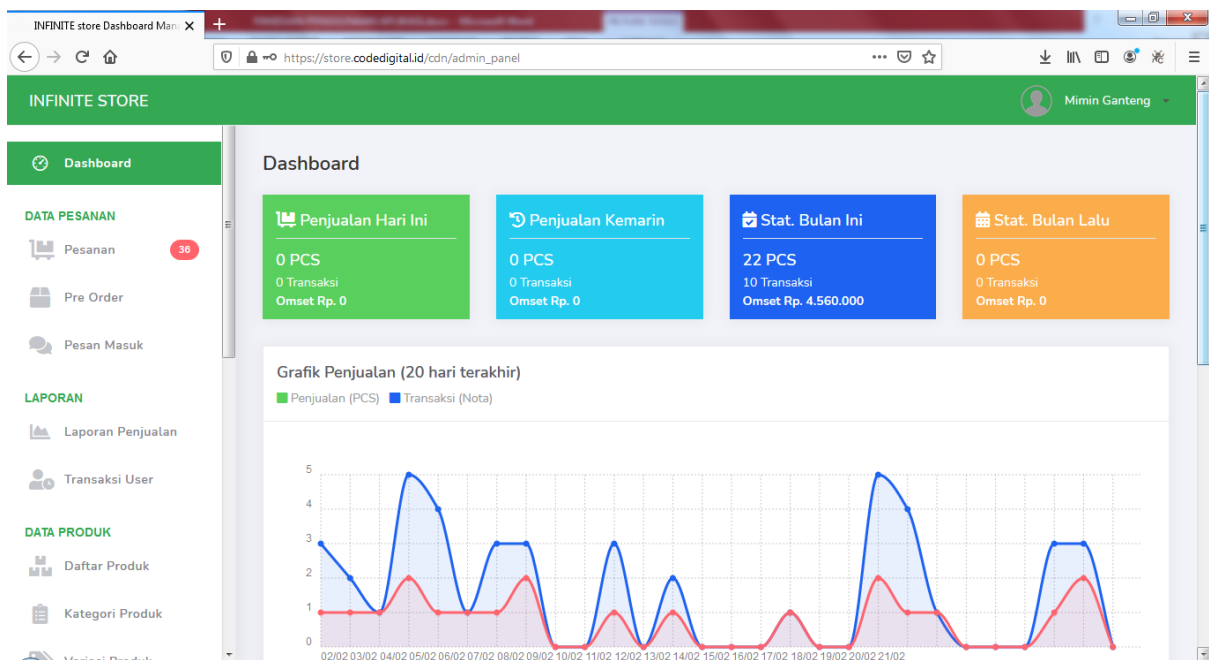 INFINITE store Dashboard Man
https://store.codedigital.id/cdn/admin_panel
INFINITE STORE
Mimin Ganteng
Dashboard
DATA PESANAN
Pesanan 36
Pre Order
Pesan Masuk
LAPORAN
Laporan Penjualan
Transaksi User
DATA PRODUK
Daftar Produk
Kategori Produk
Variasi Produk
Dashboard
Penjualan Hari Ini
0 PCS
0 Transaksi
Omset Rp. 0
Penjualan Kemarin
0 PCS
0 Transaksi
Omset Rp. 0
Stat. Bulan Ini
22 PCS
10 Transaksi
Omset Rp. 4.560.000
Stat. Bulan Lalu
0 PCS
0 Transaksi
Omset Rp. 0
Grafik Penjualan (20 hari terakhir)
Penjualan (PCS) Transaksi (Nota)
5
4
3
2
1
0
02/02 03/02 04/02 05/02 06/02 07/02 08/02 09/02 10/02 11/02 12/02 13/02 14/02 15/02 16/02 17/02 18/02 19/02 20/02 21/02